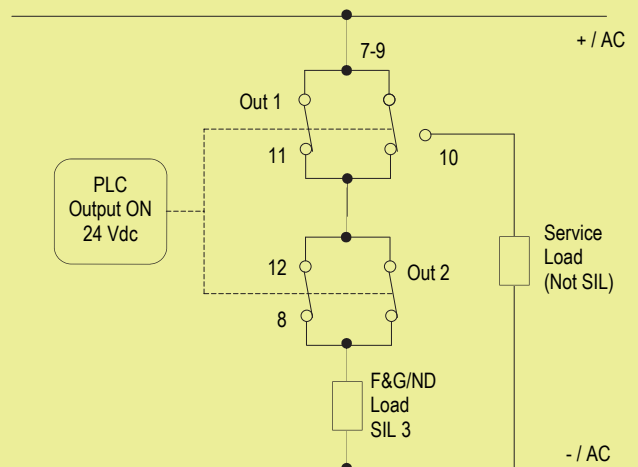 + / AC
7-9
Out 1
11
10
PLC
Output ON
24 Vdc
12
Out 2
8
Service
Load
(Not SIL)
F&G/ND
Load
SIL 3
- / AC